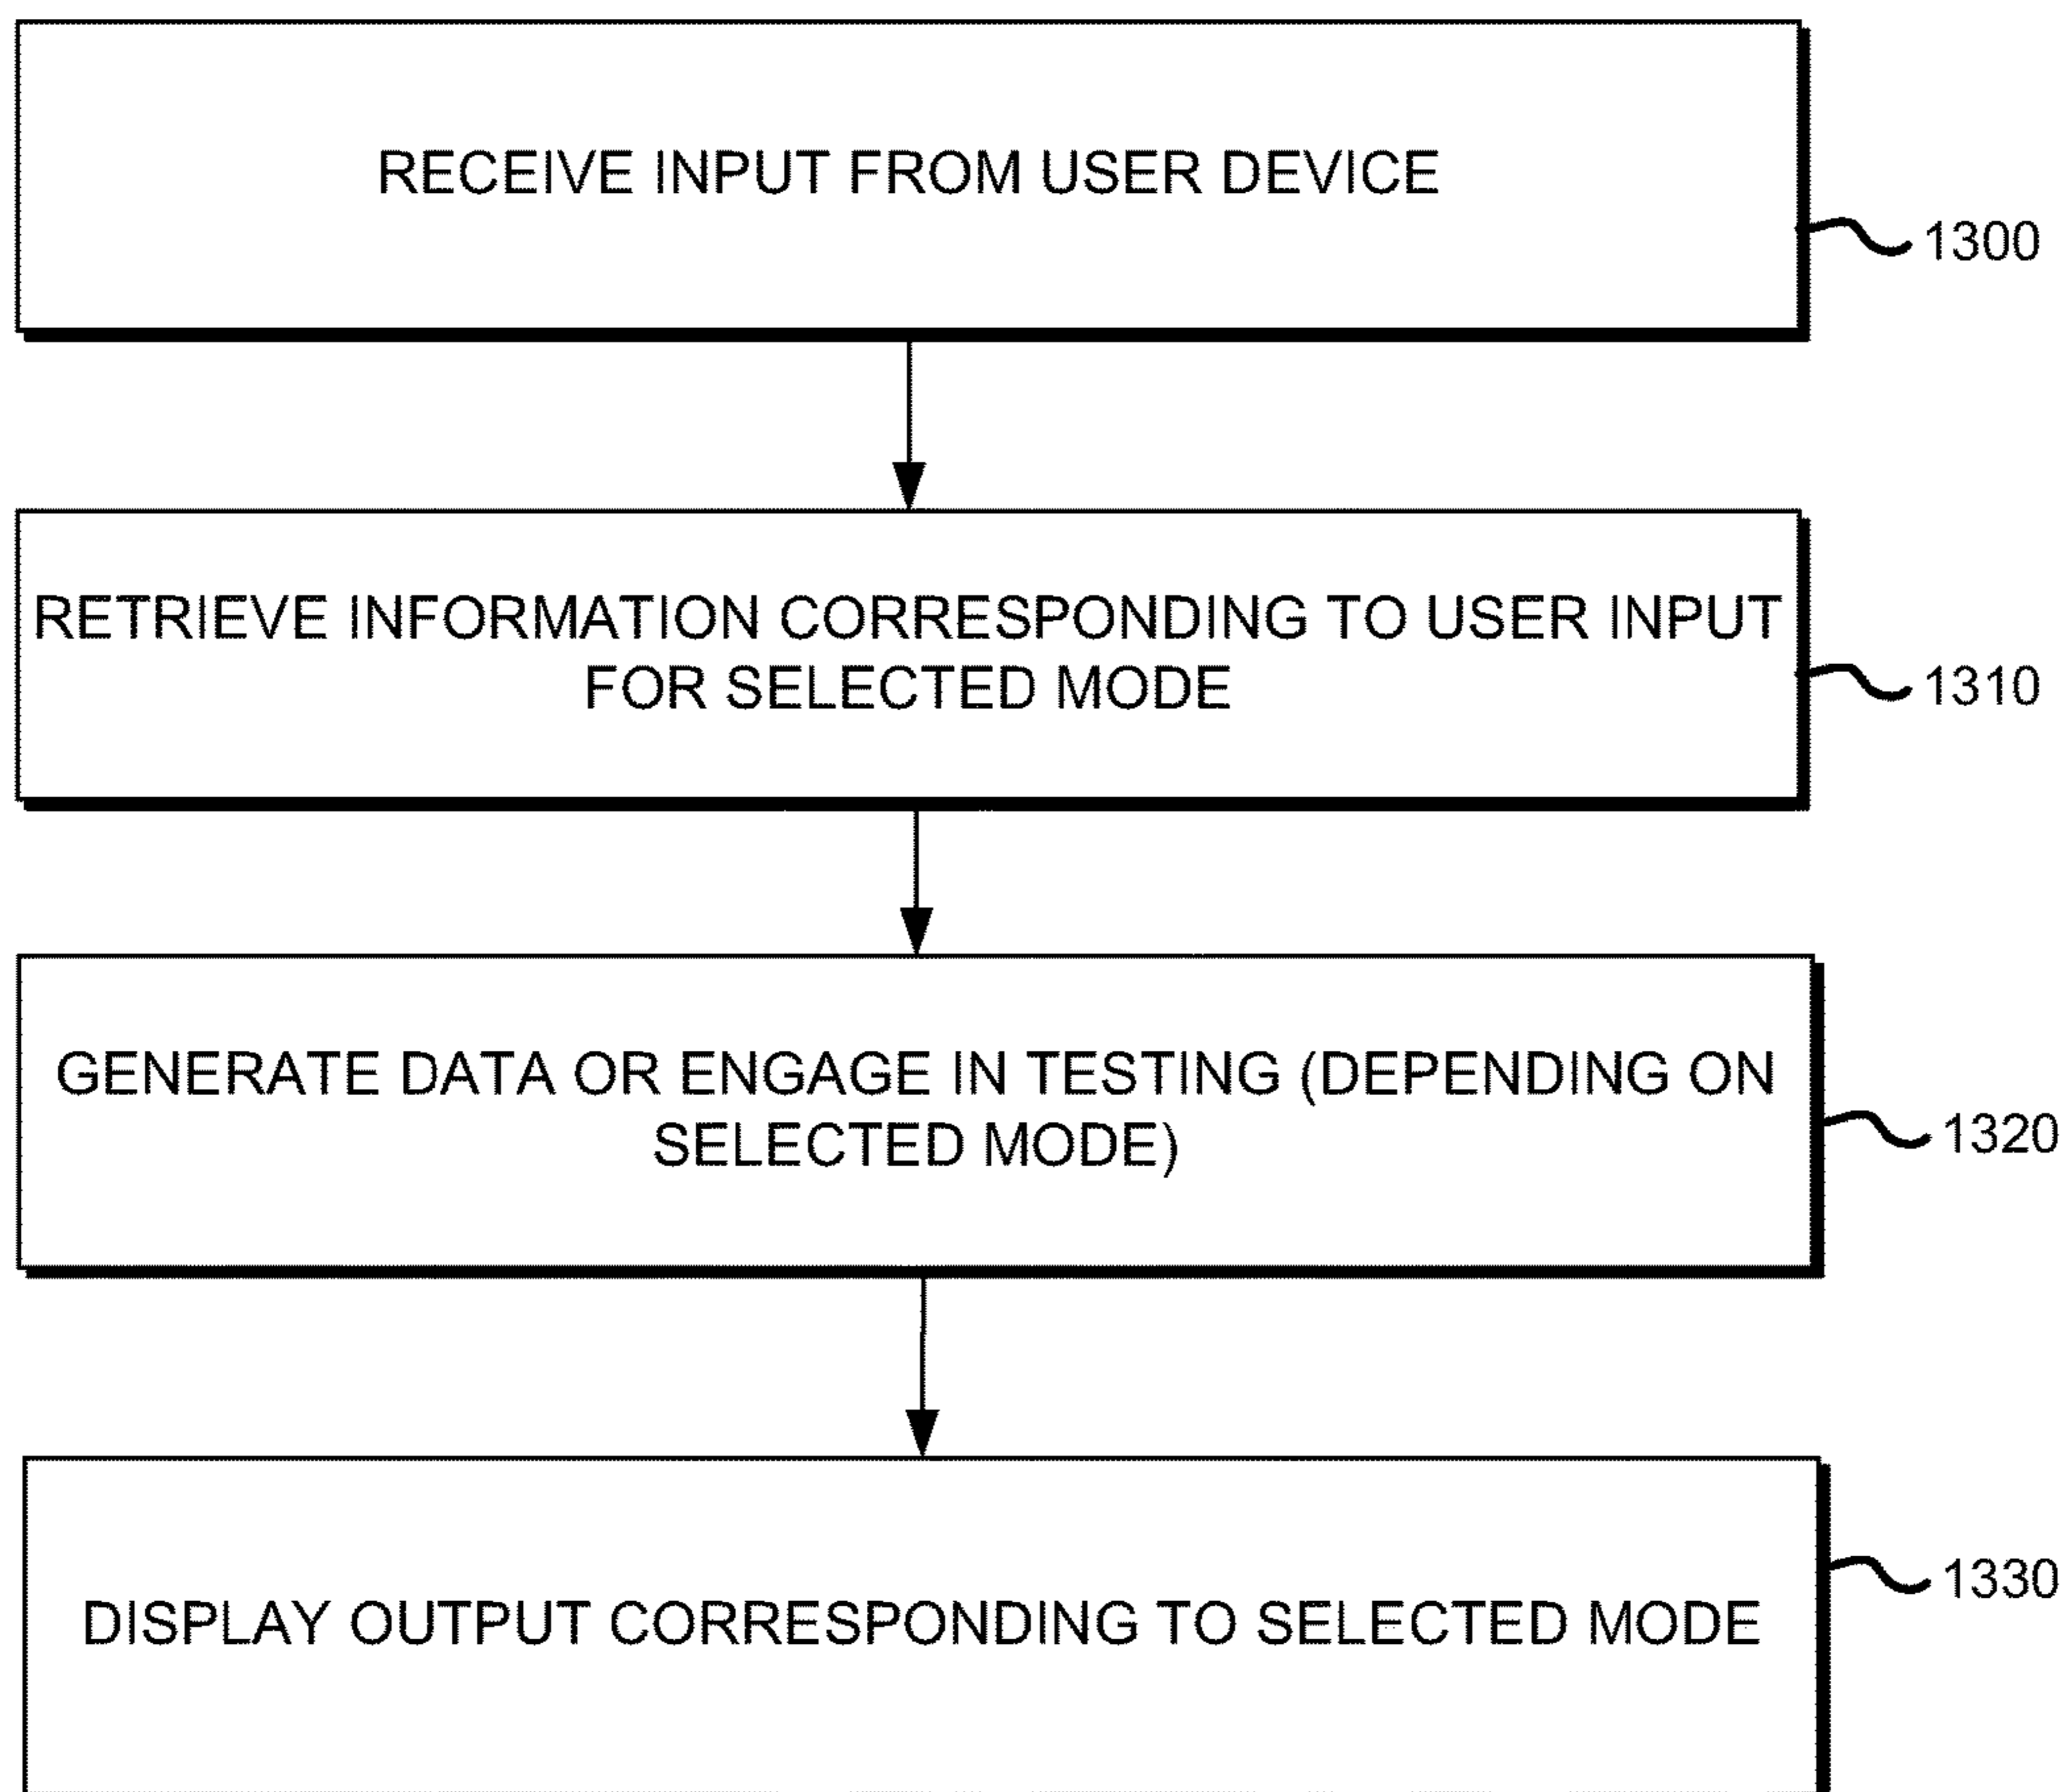 RECEIVE INPUT FROM USER DEVICE
1300
RETRIEVE INFORMATION CORRESPONDING TO USER INPUT
FOR SELECTED MODE
1310
GENERATE DATA OR ENGAGE IN TESTING (DEPENDING ON
SELECTED MODE)
1320
DISPLAY OUTPUT CORRESPONDING TO SELECTED MODE
1330